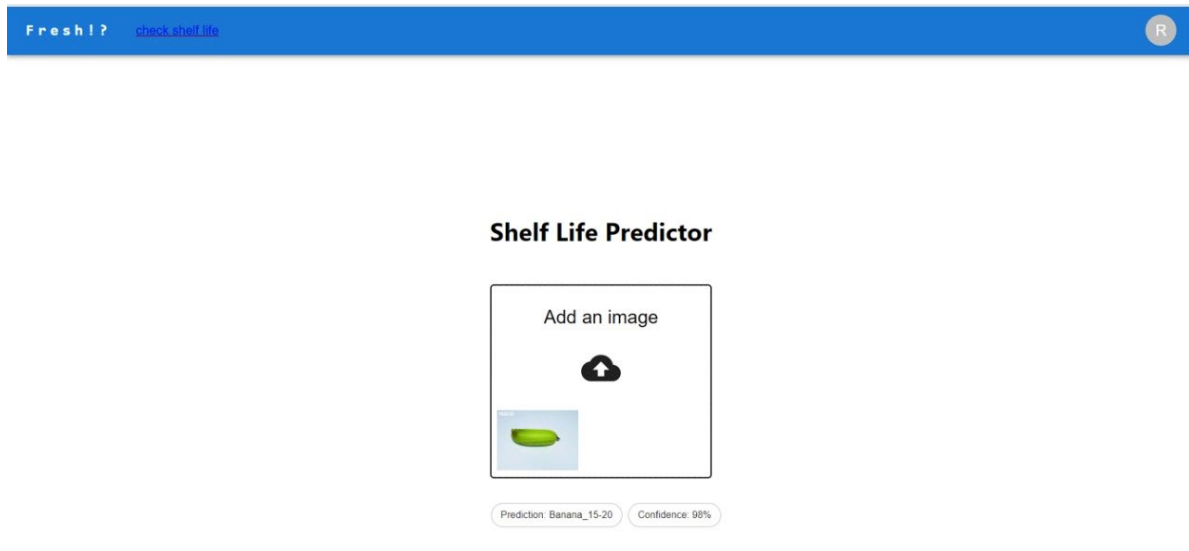 Fresh!? check shelf life R
Shelf Life Predictor
Add an image
Prediction: Banana_15-20 Confidence: 98%